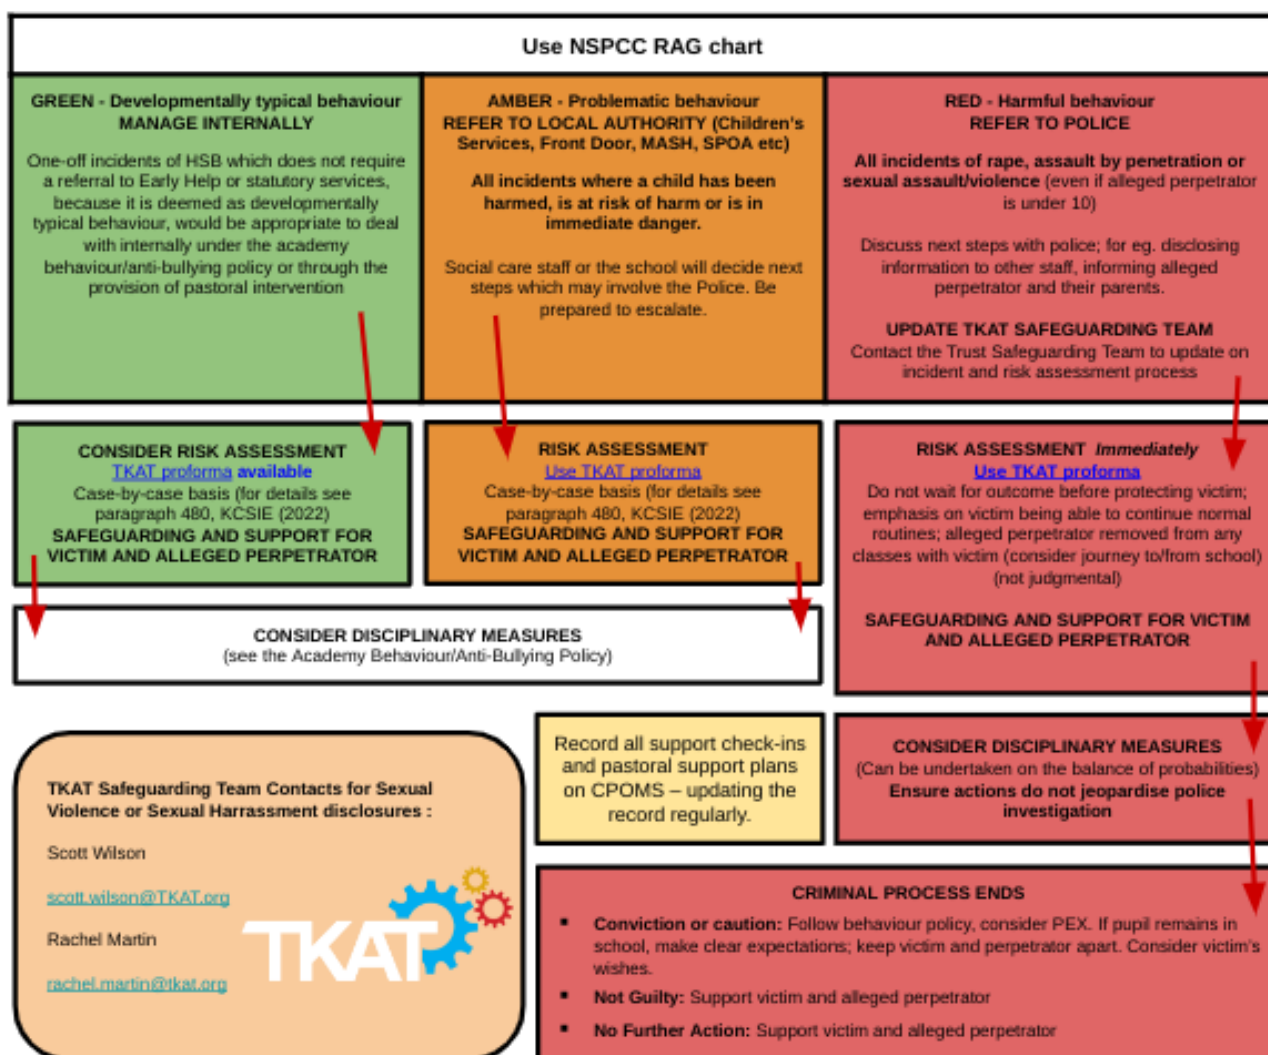 Use NSPCC RAG chart
GREEN - Developmentally typical behaviour
MANAGE INTERNALLY
One-off incidents of HSB which does not require
a referral to Early Help or statutory services,
because it is deemed as developmentally
typical behaviour, would be appropriate to deal
with internally under the academy
behaviour/anti-bullying policy or through the
provision of pastoral intervention
AMBER - Problematic behaviour
REFER TO LOCAL AUTHORITY (Children's
Services, Front Door, MASH, SPOA etc)
All incidents where a child has been
harmed, is at risk of harm or is in
immediate danger.
Social care staff or the school will decide next
steps which may involve the Police. Be
prepared to escalate.
RED - Harmful behaviour
REFER TO POLICE
All incidents of rape, assault by penetration or
sexual assault/violence (even if alleged perpetrator
is under 10)
Discuss next steps with police; for eg. disclosing
information to other staff, informing alleged
perpetrator and their parents.
UPDATE TKAT SAFEGUARDING TEAM
Contact the Trust Safeguarding Team to update on
incident and risk assessment process
CONSIDER RISK ASSESSMENT
TKAT proforma available
Case-by-case basis (for details see
paragraph 480, KCSIE (2022)
SAFEGUARDING AND SUPPORT FOR
VICTIM AND ALLEGED PERPETRATOR
RISK ASSESSMENT
Use TKAT proforma
Case-by-case basis (for details see
paragraph 480, KCSIE (2022)
SAFEGUARDING AND SUPPORT FOR
VICTIM AND ALLEGED PERPETRATOR
RISK ASSESSMENT Immediately
Use TKAT proforma
Do not wait for outcome before protecting victim;
emphasis on victim being able to continue normal
routines; alleged perpetrator removed from any
classes with victim (consider journey to/from school)
(not judgmental)
SAFEGUARDING AND SUPPORT FOR VICTIM
AND ALLEGED PERPETRATOR
CONSIDER DISCIPLINARY MEASURES
(see the Academy Behaviour/Anti-Bullying Policy)
TKAT Safeguarding Team Contacts for Sexual
Violence or Sexual Harrassment disclosures :
Scott Wilson
scott.wilson@TKAT.org
Rachel Martin
rachel.martin@tkat.org
TKAT
Record all support check-ins
and pastoral support plans
on CPOMS – updating the
record regularly.
CONSIDER DISCIPLINARY MEASURES
(Can be undertaken on the balance of probabilities)
Ensure actions do not jeopardise police
investigation
CRIMINAL PROCESS ENDS
▪ Conviction or caution: Follow behaviour policy, consider PEX. If pupil remains in
school, make clear expectations; keep victim and perpetrator apart. Consider victim's
wishes.
▪ Not Guilty: Support victim and alleged perpetrator
▪ No Further Action: Support victim and alleged perpetrator